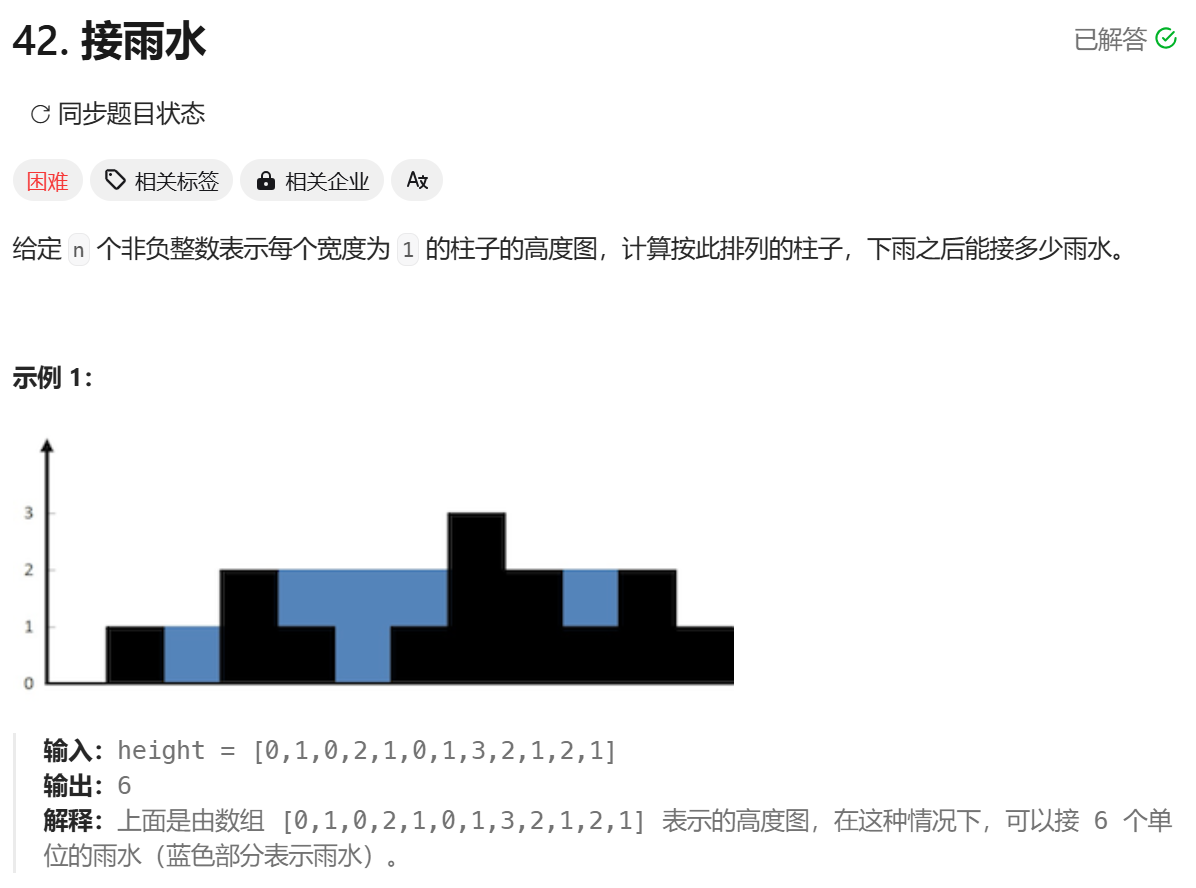 42. 接雨水
已解答
同步题目状态
困难 相关标签 相关企业 A文
给定 n 个非负整数表示每个宽度为 1 的柱子的高度图，计算按此排列的柱子，下雨之后能接多少雨水。
示例 1：
3
2
1
0
输入：height = [0,1,0,2,1,0,1,3,2,1,2,1]
输出：6
解释：上面是由数组 [0,1,0,2,1,0,1,3,2,1,2,1] 表示的高度图，在这种情况下，可以接 6 个单
位的雨水（蓝色部分表示雨水）。